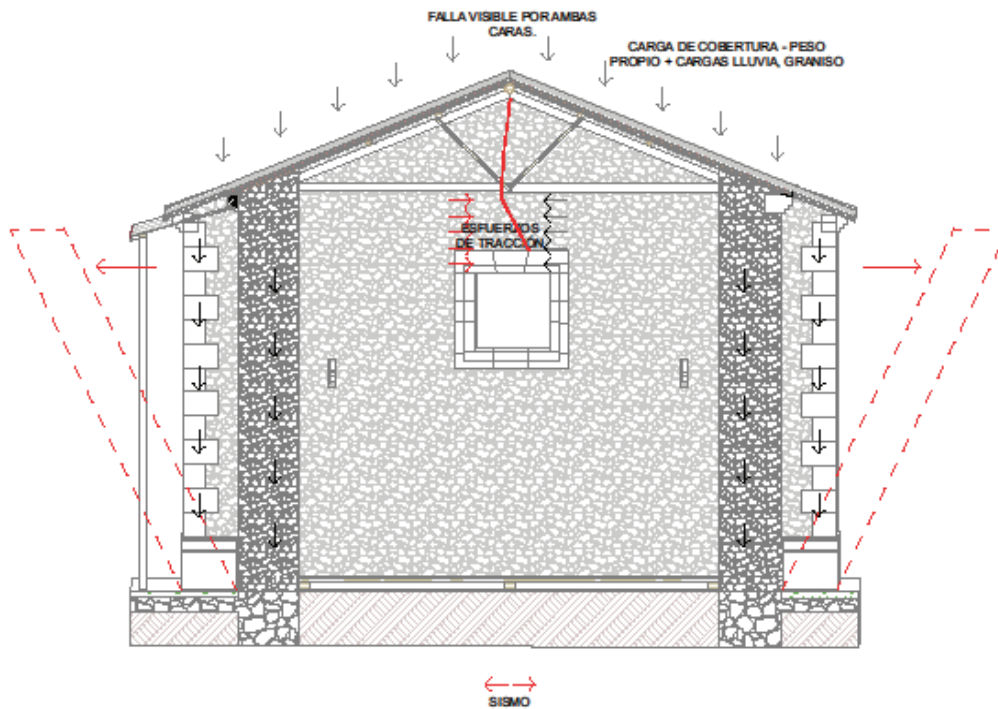 FALLA VISIBLE POR AMBAS
CARAS.
CARGA DE COBERTURA - PESO
PROPIO + CARGAS LLUVIA, GRANISO
ESFUERZOS
DE TRACCION
SISMO